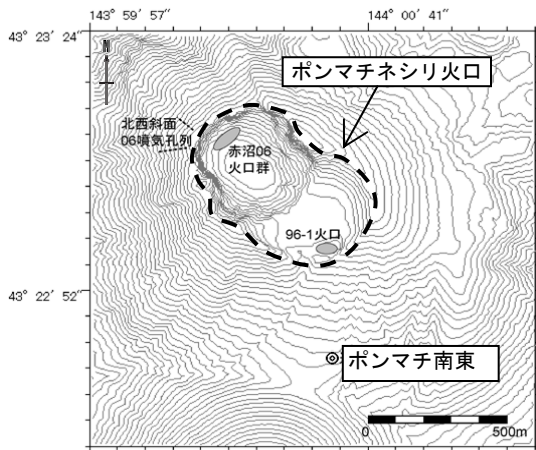 143 59′ 57″
144 00′ 41″
43 23′ 24″
N
ポンマチネシリ火口
北西斜面
06噴気孔列
赤沼06
火口群
96-1火口
43 22′ 52″
ポンマチ南東
0
500m